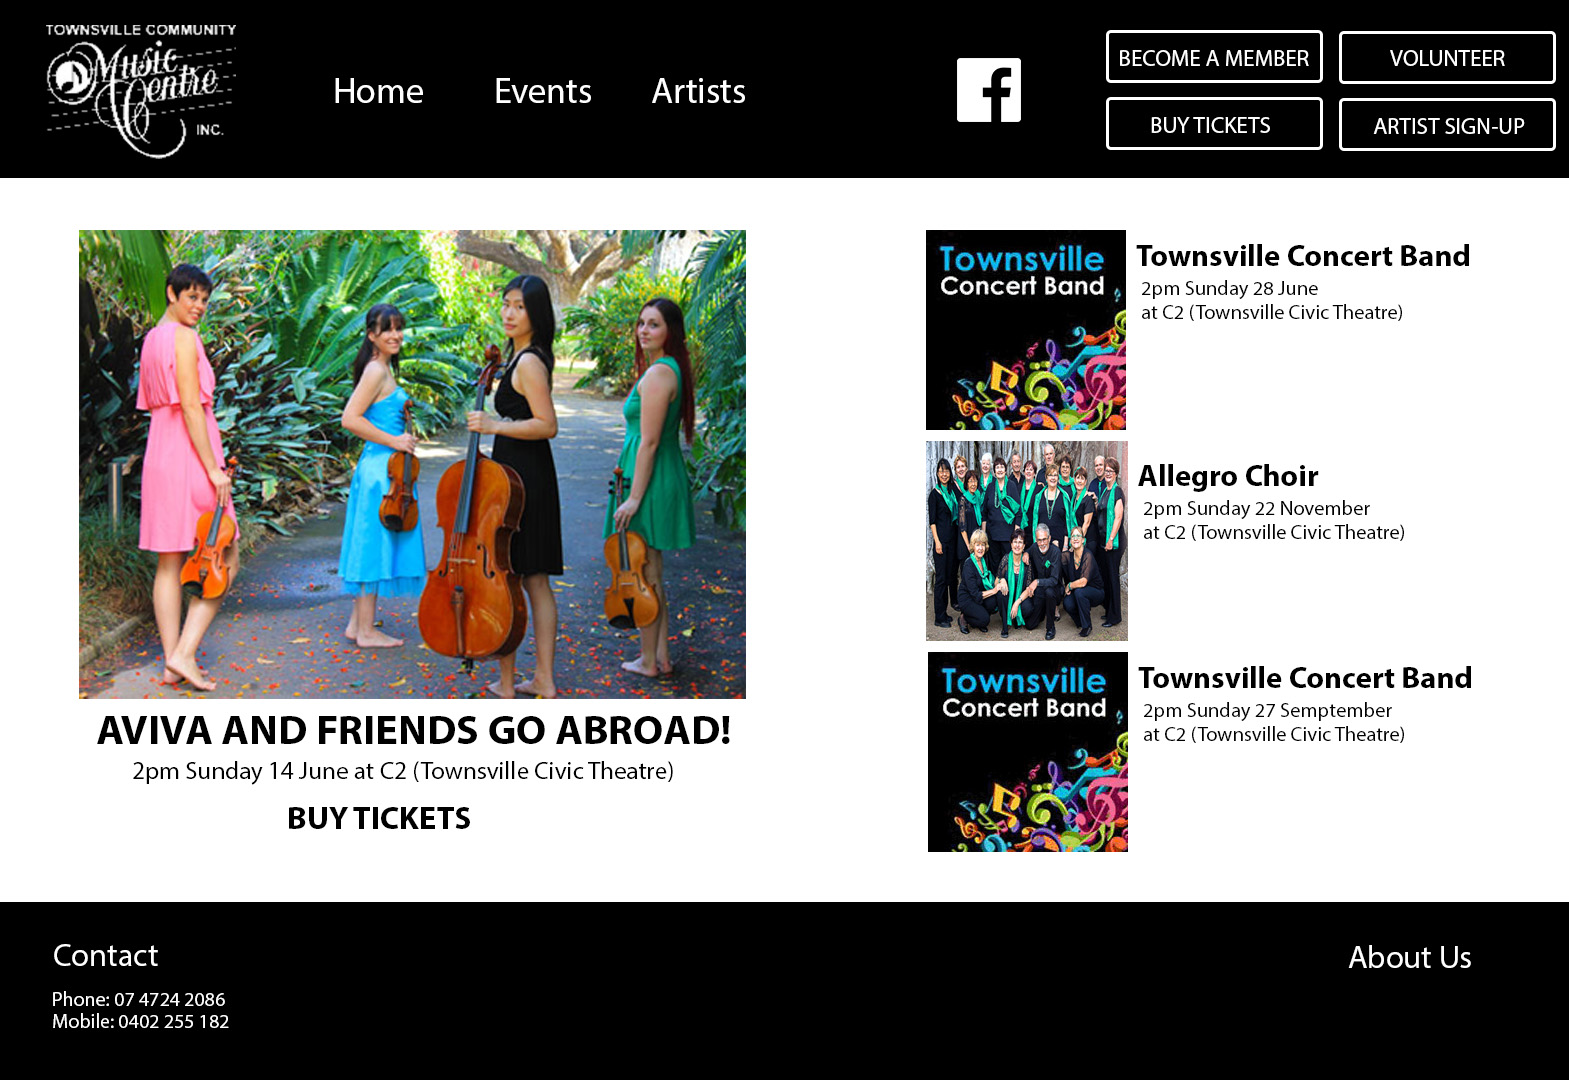 TOWNSVILLE COMMUNITY
Music
Centre
INC.
Home
Events
Artists
BECOME A MEMBER
VOLUNTEER
BUY TICKETS
ARTIST SIGN-UP
AVIVA AND FRIENDS GO ABROAD!
2pm Sunday 14 June at C2 (Townsville Civic Theatre)
BUY TICKETS
Townsville
Concert Band
Townsville Concert Band
2pm Sunday 28 June
at C2 (Townsville Civic Theatre)
Allegro Choir
2pm Sunday 22 November
at C2 (Townsville Civic Theatre)
Townsville
Concert Band
Townsville Concert Band
2pm Sunday 27 Semptember
at C2 (Townsville Civic Theatre)
Contact
Phone: 07 4724 2086
Mobile: 0402 255 182
About Us